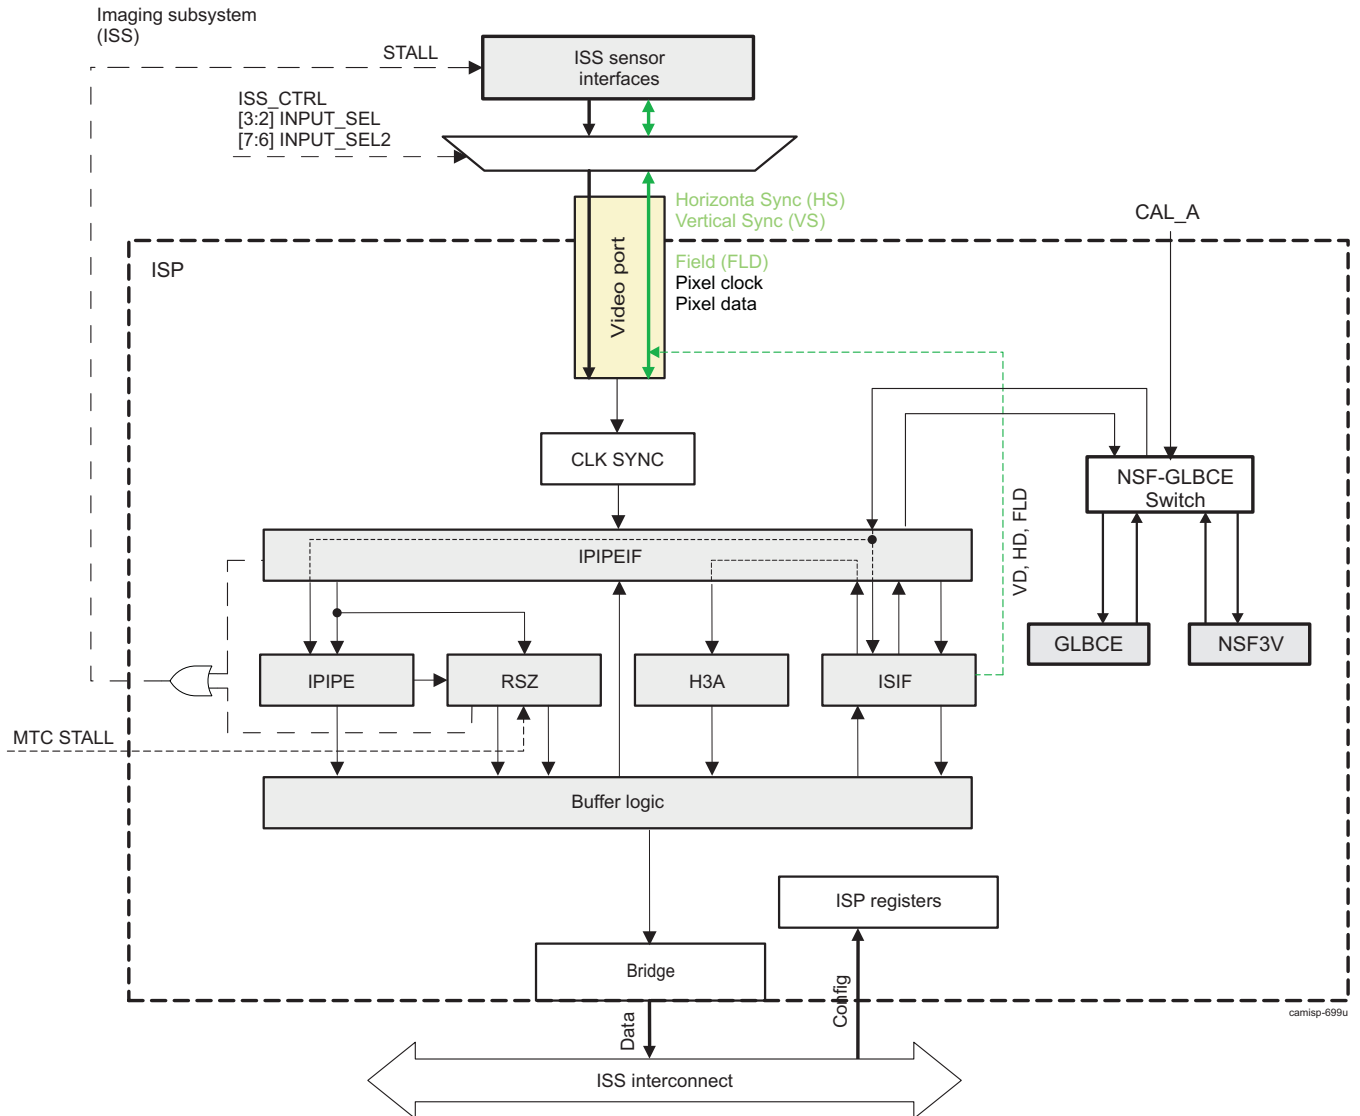 Imaging subsystem
(ISS)
STALL
ISS sensor
interfaces
ISS_CTRL
[3:2] INPUT_SEL
[7:6] INPUT_SEL2
Horizonta Sync (HS)
Vertical Sync (VS)
CAL_A
ISP
Video port
Field (FLD)
Pixel clock
Pixel data
CLK SYNC
NSF-GLBCE
Switch
VD, HD, FLD
IPIPEIF
GLBCE
NSF3V
IPIPE
RSZ
H3A
ISIF
MTC STALL
Buffer logic
ISP registers
Bridge
Config
Data
camisp-699u
ISS interconnect